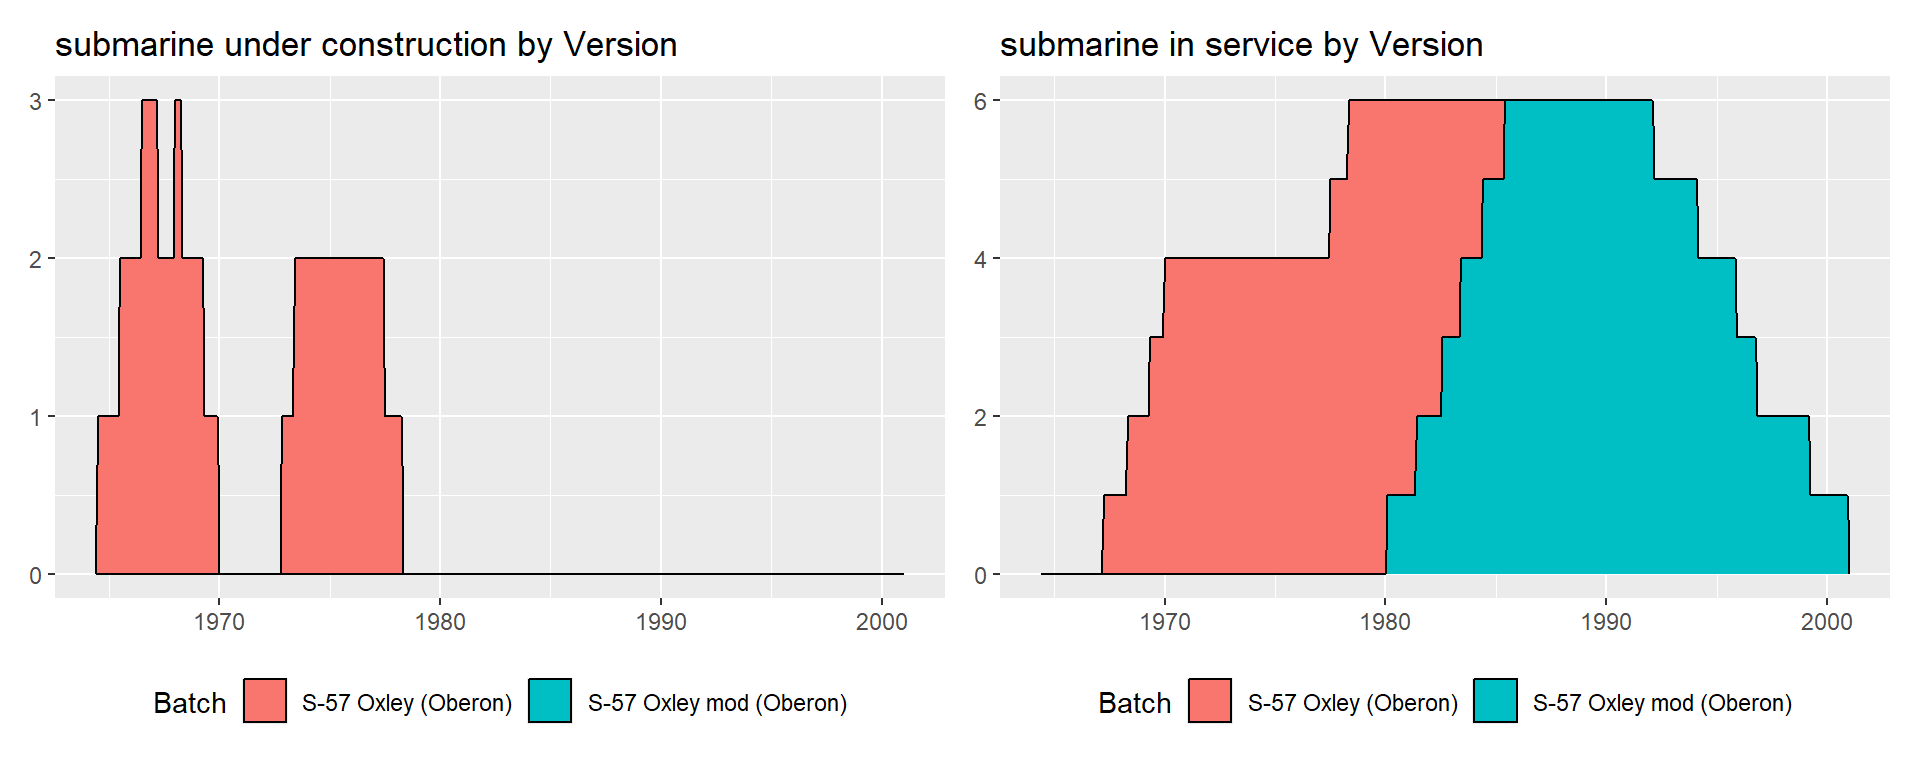 submarine under construction by Version
3
2
1
0
1970 1980 1990 2000
Batch S-57 Oxley (Oberon) S-57 Oxley mod (Oberon)
submarine in service by Version
6
4
2
0
1970 1980 1990 2000
Batch S-57 Oxley (Oberon) S-57 Oxley mod (Oberon)